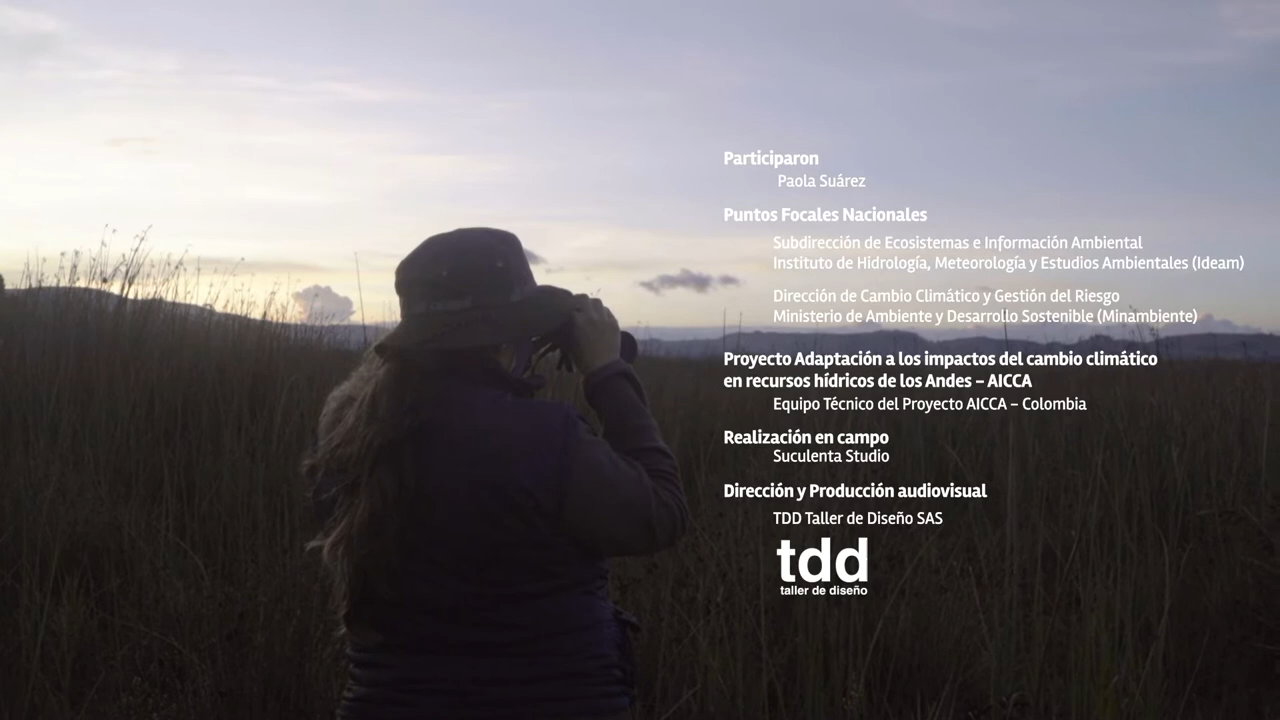 Participaron
Paola Suárez
Puntos Focales Nacionales
Subdirección de Ecosistemas e Información Ambiental
Instituto de Hidrología, Meteorología y Estudios Ambientales (Ideam)
Dirección de Cambio Climático y Gestión del Riesgo
Ministerio de Ambiente y Desarrollo Sostenible (Minambiente)
Proyecto Adaptación a los impactos del cambio climático
en recursos hídricos de los Andes – AICCA
Equipo Técnico del Proyecto AICCA – Colombia
Realización en campo
Suculenta Studio
Dirección y Producción audiovisual
TDD Taller de Diseño SAS
tdd
taller de diseño